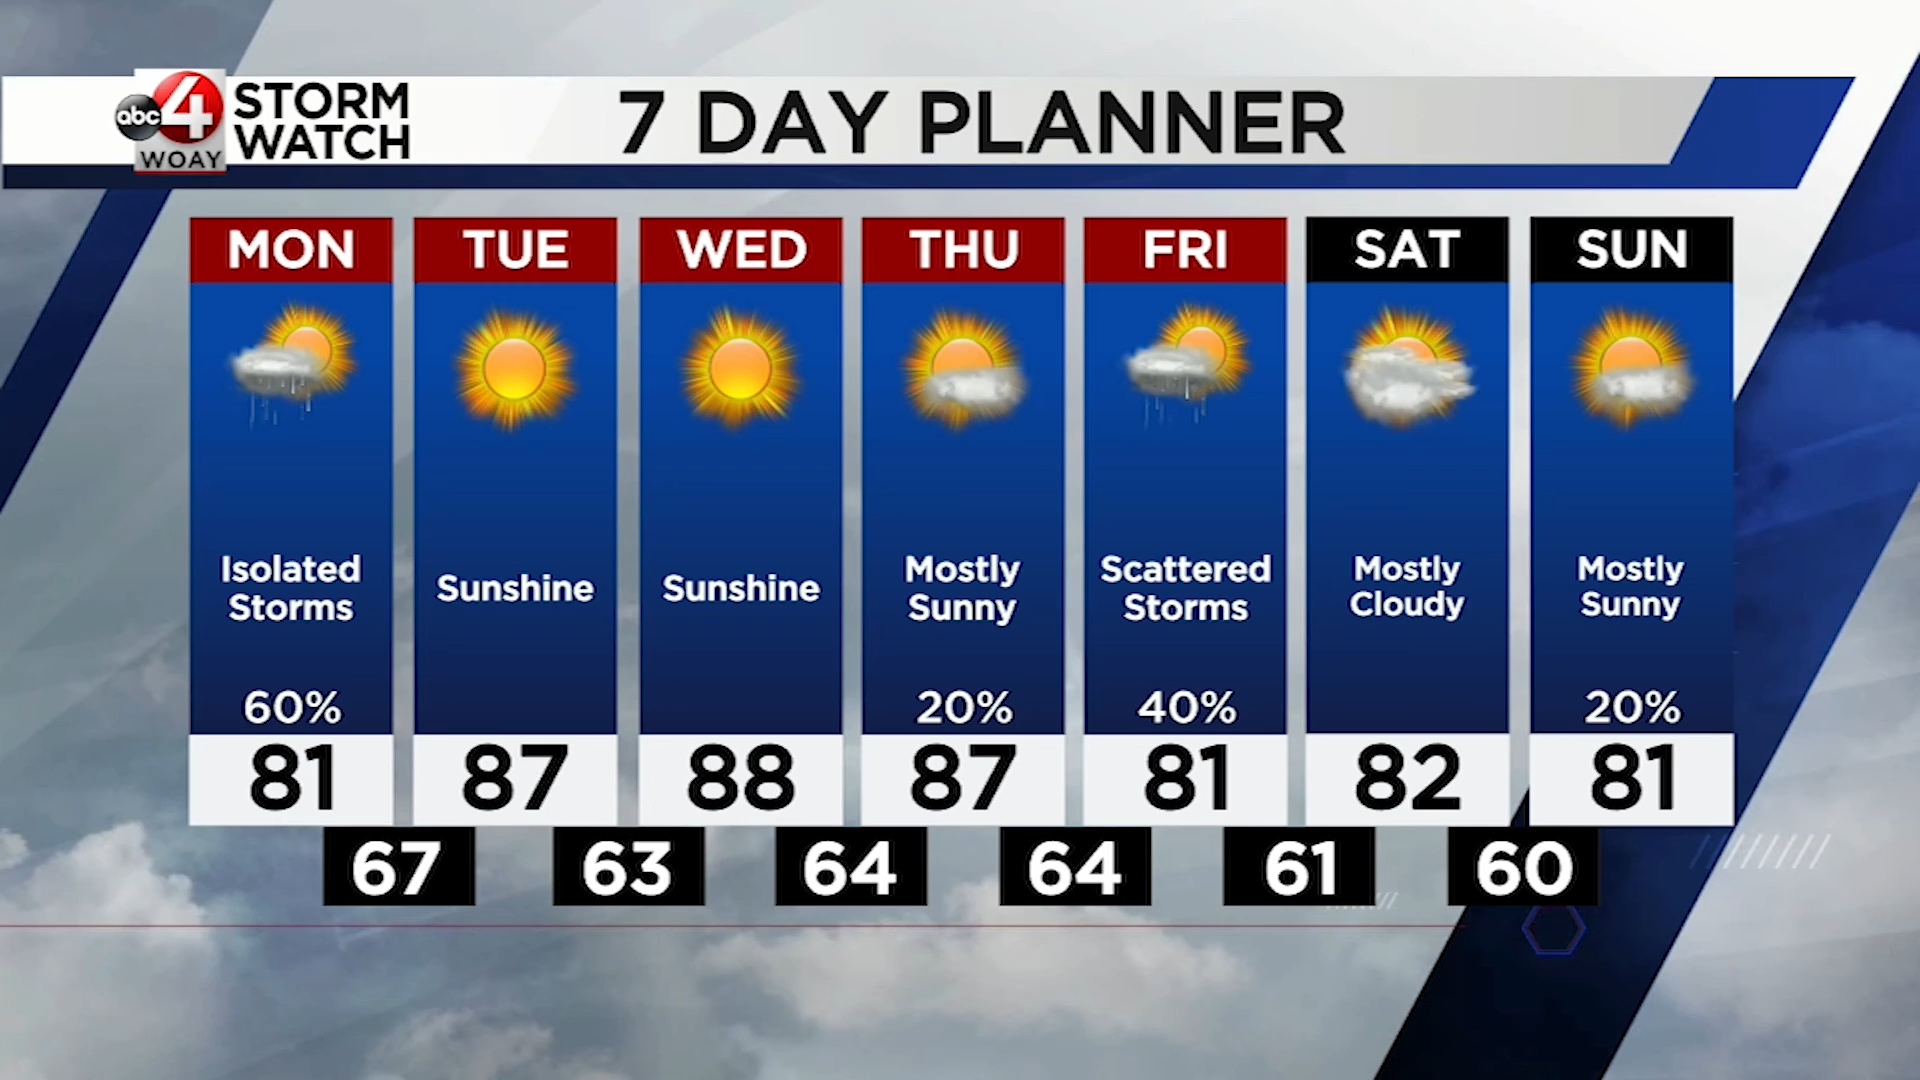 abc 4 WOAY
STORM
WATCH
7 DAY PLANNER
MON
Isolated
Storms
60%
81
TUE
Sunshine
87
WED
Sunshine
88
THU
Mostly
Sunny
20%
87
FRI
Scattered
Storms
40%
81
SAT
Mostly
Cloudy
82
SUN
Mostly
Sunny
20%
81
67
63
64
64
61
60